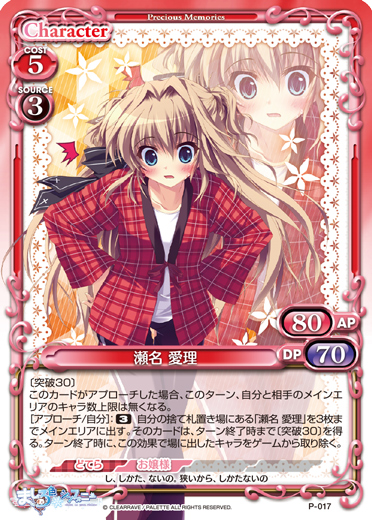 Precious Memories
Character
COST
5
SOURCE
3
80 AP
瀬名 愛理
DP 70
〔突破30〕
このカードがアプローチした場合、このターン、自分と相手のメインエ
リアのキャラ数上限は無くなる。
[アプローチ/自分]:3 自分の捨て札置き場にある「瀬名 愛理」を3枚ま
でメインエリアに出す。そのカードは、ターン終了時まで〔突破30〕を得
る。ターン終了時に、この効果で場に出したキャラをゲームから取り除く。
どてら お嬢様
し、しかた、ないの、狭いから、しかたないの
P-017
© CLEARRAVE / PALETTE ALL RIGHTS RESERVED.